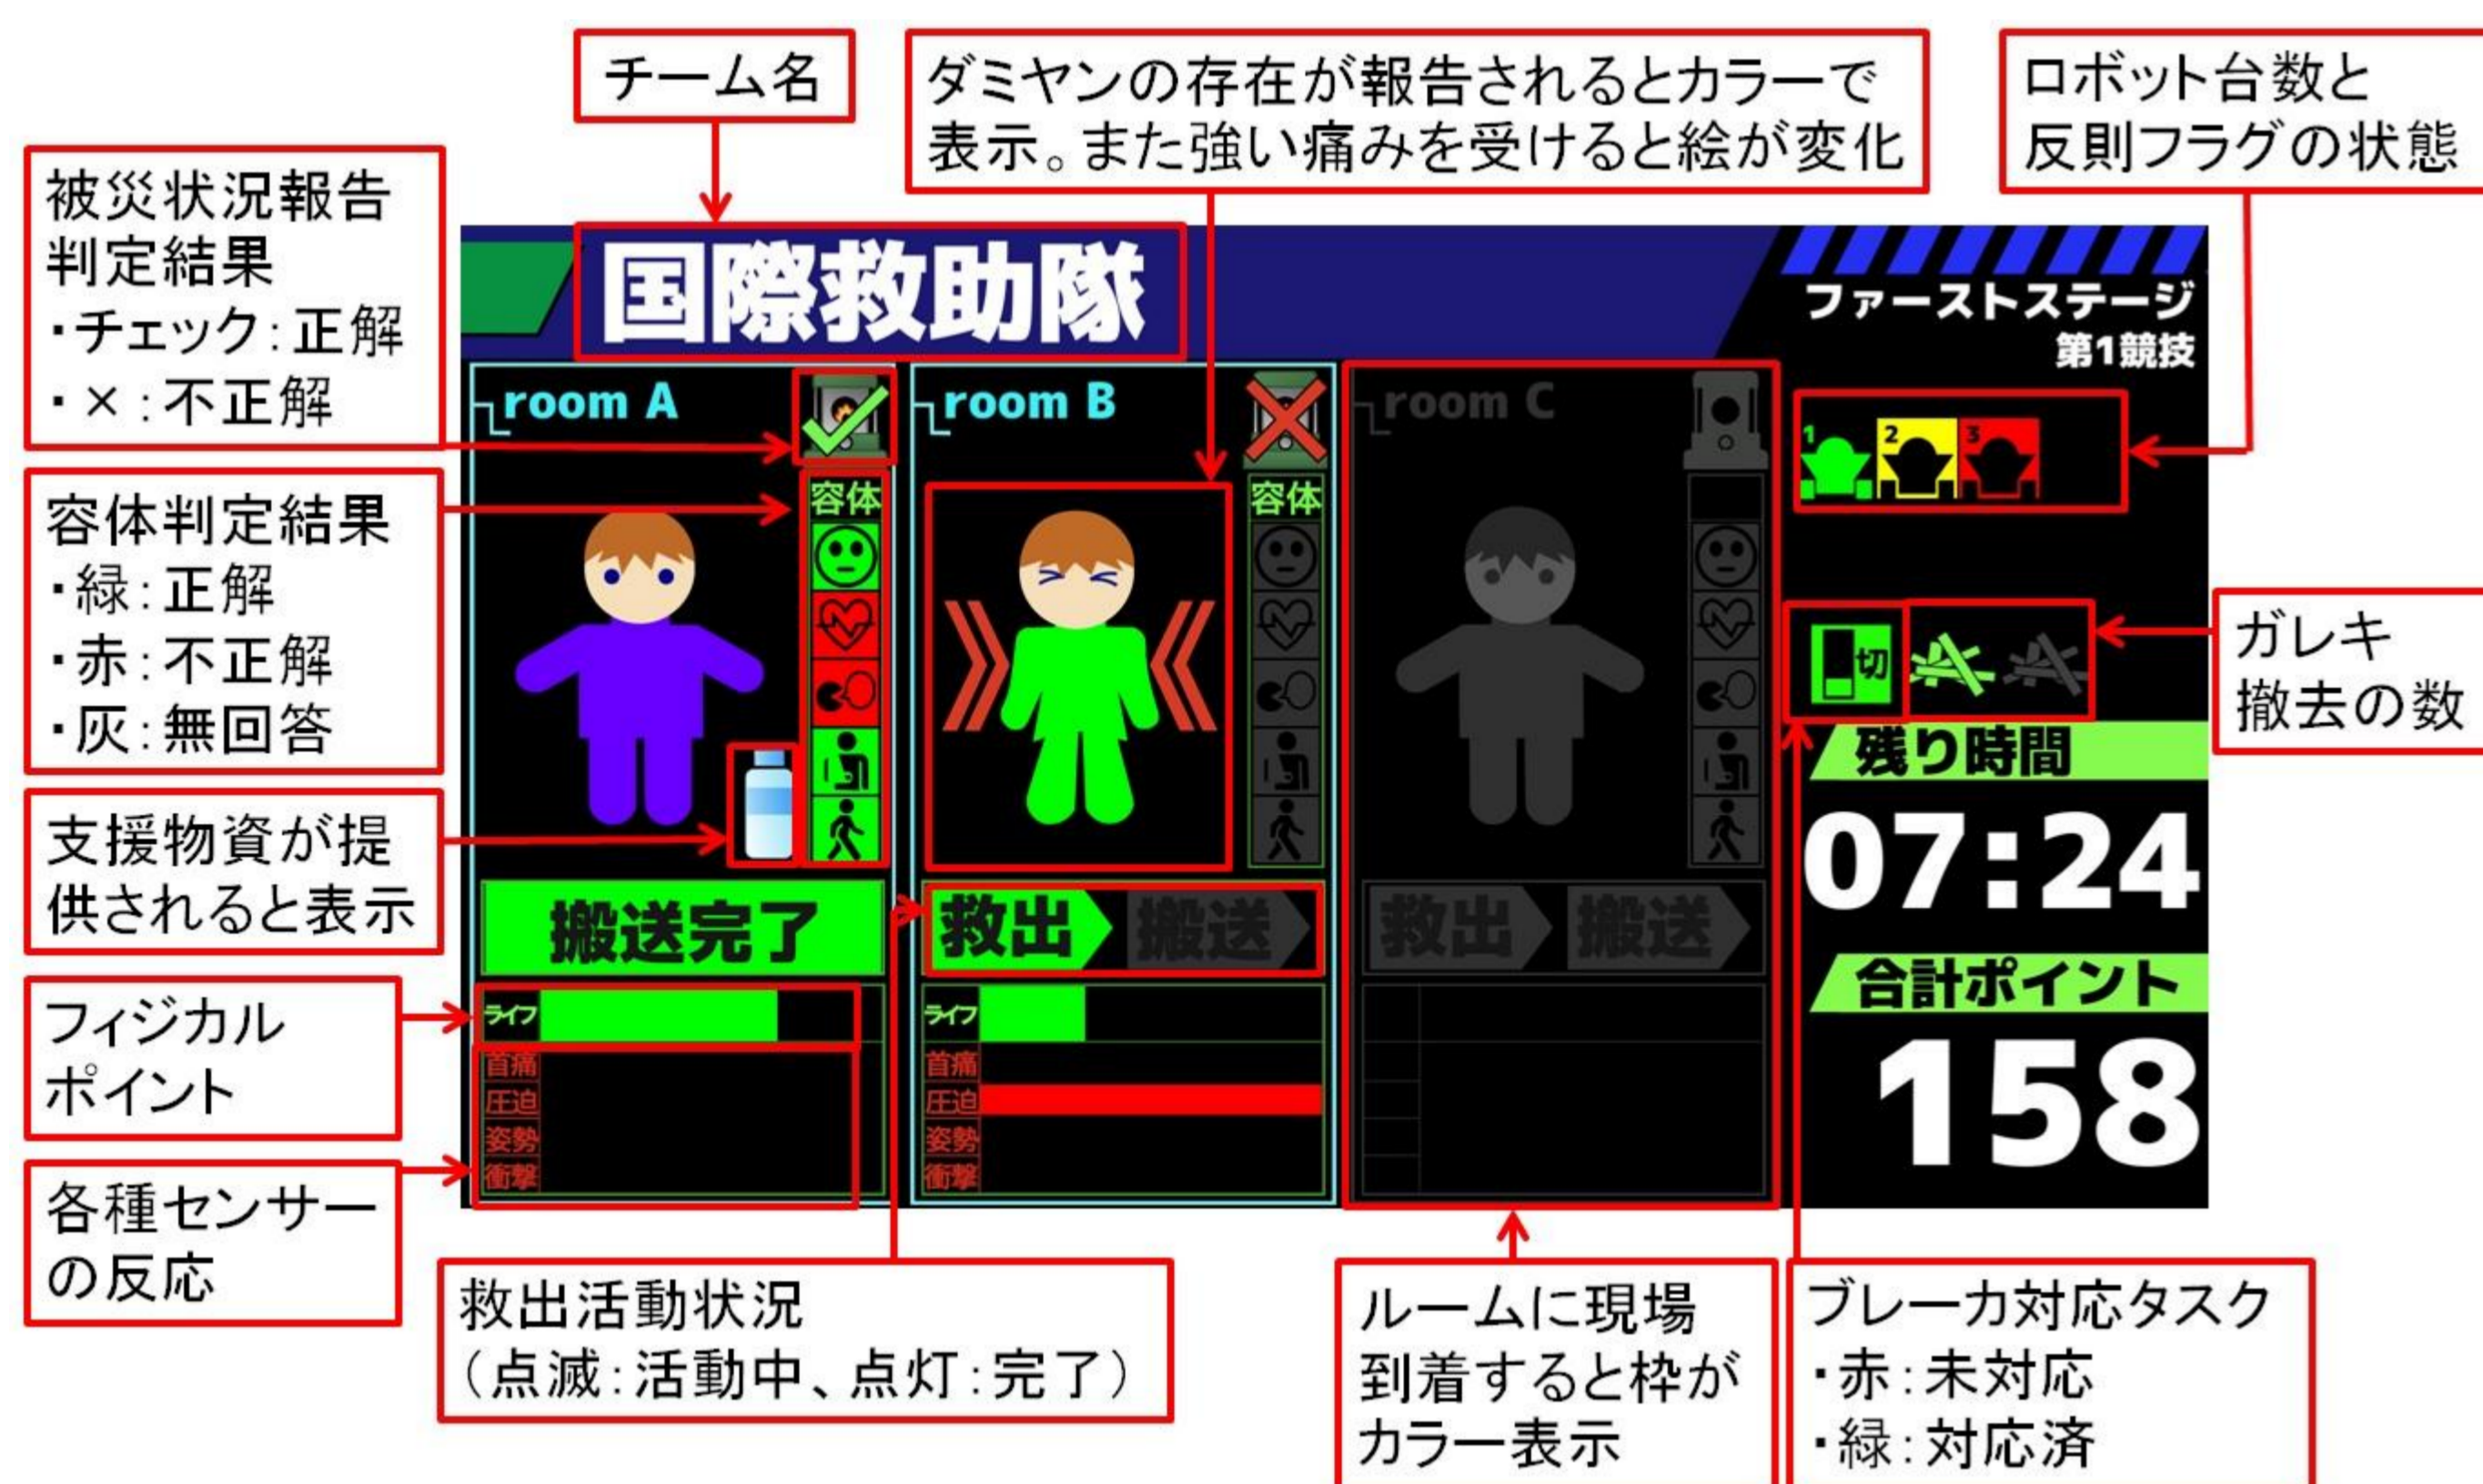 チーム名
ダミヤンの存在が報告されるとカラーで
表示。また強い痛みを受けると絵が変化
ロボット台数と
反則フラグの状態
被災状況報告
判定結果
・チェック:正解
・×:不正解
容体判定結果
・緑:正解
・赤:不正解
・灰:無回答
支援物資が提
供されると表示
フィジカル
ポイント
各種センサー
の反応
国際救助隊
ファーストステージ
第1競技
room A
容体
搬送完了
ライフ
首痛
圧迫
姿勢
衝撃
room B
容体
救出 搬送
ライフ
首痛
圧迫
姿勢
衝撃
room C
救出 搬送
1 2 3
切
残り時間
07:24
合計ポイント
158
ガレキ
撤去の数
救出活動状況
(点滅:活動中、点灯:完了)
ルームに現場
到着すると枠が
カラー表示
ブレーカ対応タスク
・赤:未対応
・緑:対応済